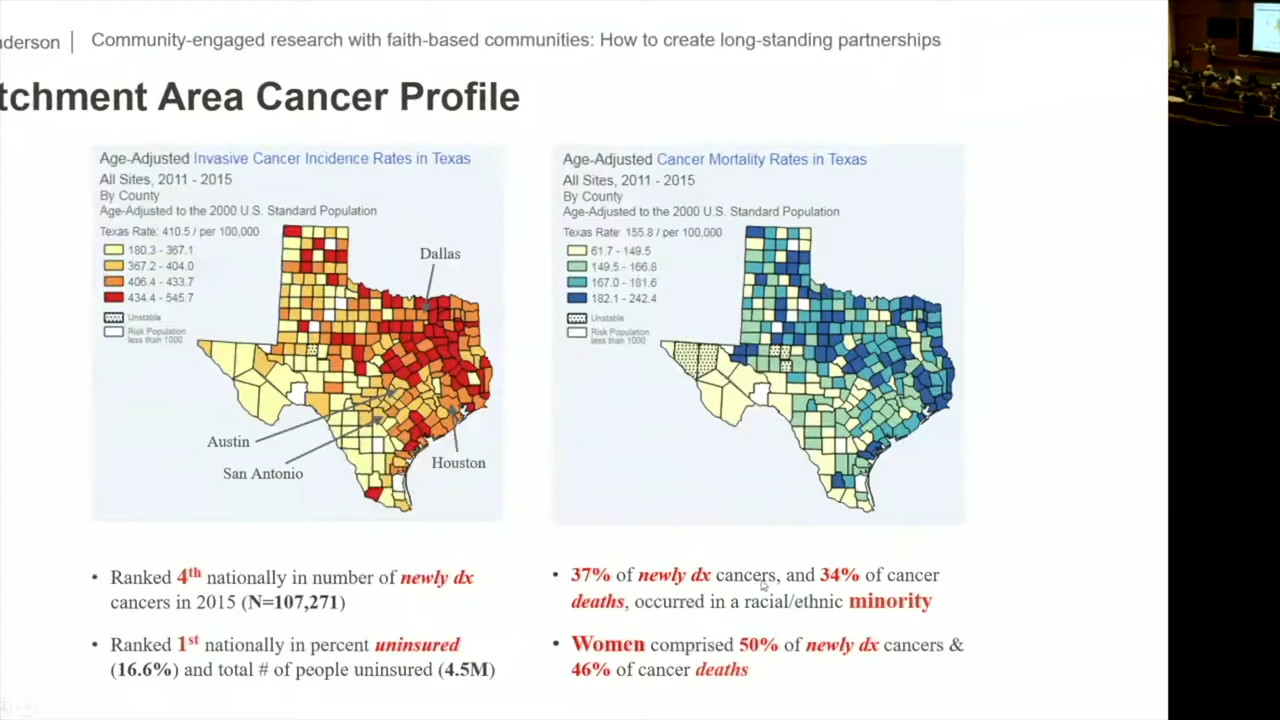 nderson | Community-engaged research with faith-based communities: How to create long-standing partnerships
tchment Area Cancer Profile
Age-Adjusted Invasive Cancer Incidence Rates in Texas
All Sites, 2011 - 2015
By County
Age-Adjusted to the 2000 U.S. Standard Population
Texas Rate: 410.5 / per 100,000
180.3 - 367.1
367.2 - 404.0
406.4 - 433.7
434.4 - 545.7
Unstable
Risk Population
less than 1000
Dallas
Austin
San Antonio
Houston
Age-Adjusted Cancer Mortality Rates in Texas
All Sites, 2011 - 2015
By County
Age-Adjusted to the 2000 U.S. Standard Population
Texas Rate: 155.8 / per 100,000
61.7 - 149.5
149.5 - 166.8
167.0 - 181.6
182.1 - 242.4
Unstable
Risk Population
less than 1000
• Ranked 4th nationally in number of newly dx
cancers in 2015 (N=107,271)
• Ranked 1st nationally in percent uninsured
(16.6%) and total # of people uninsured (4.5M)
• 37% of newly dx cancers, and 34% of cancer
deaths, occurred in a racial/ethnic minority
• Women comprised 50% of newly dx cancers &
46% of cancer deaths